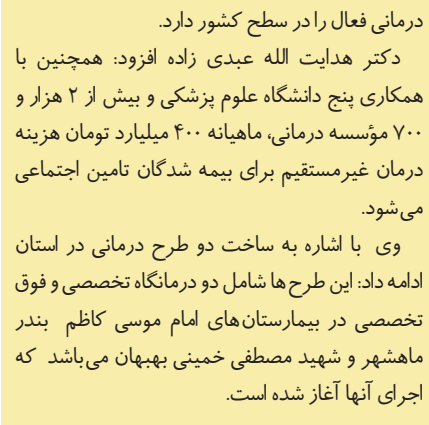 درمانی فعال را در سطح کشور دارد.
دکتر هدایت الله عبدی زاده افزود: همچنین با
همکاری پنج دانشگاه علوم پزشکی و بیش از ۲ هزار و
۷۰۰ مؤسسه درمانی، ماهیانه ۴۰۰ میلیارد تومان هزینه
درمان غیرمستقیم برای بیمه شدگان تامین اجتماعی
می‌شود.
وی با اشاره به ساخت دو طرح درمانی در استان
ادامه داد: این طرح‌ها شامل دو درمانگاه تخصصی و فوق
تخصصی در بیمارستان‌های امام موسی کاظم بندر
ماهشهر و شهید مصطفی خمینی بهبهان می‌باشد که
اجرای آنها آغاز شده است.